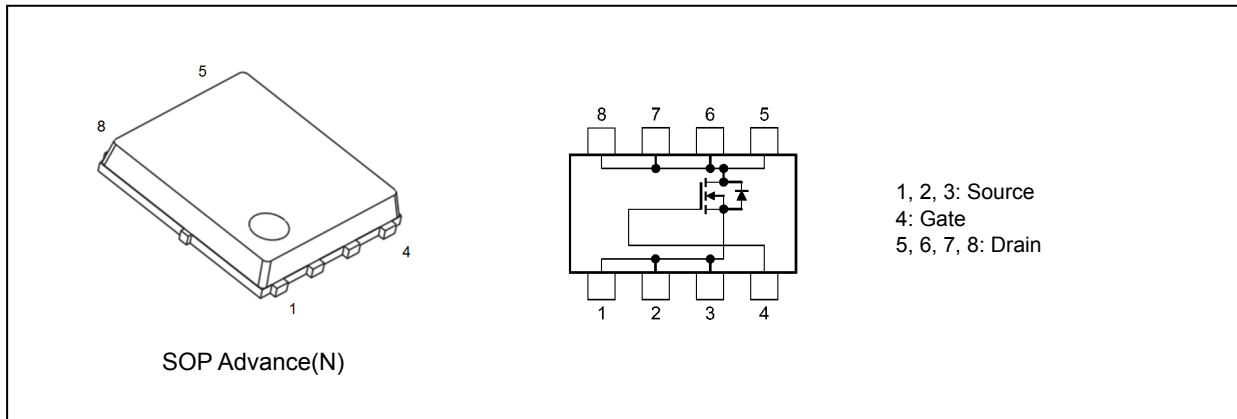 5
8
4
1
SOP Advance(N)
8 7 6 5
1 2 3 4
1, 2, 3: Source
4: Gate
5, 6, 7, 8: Drain